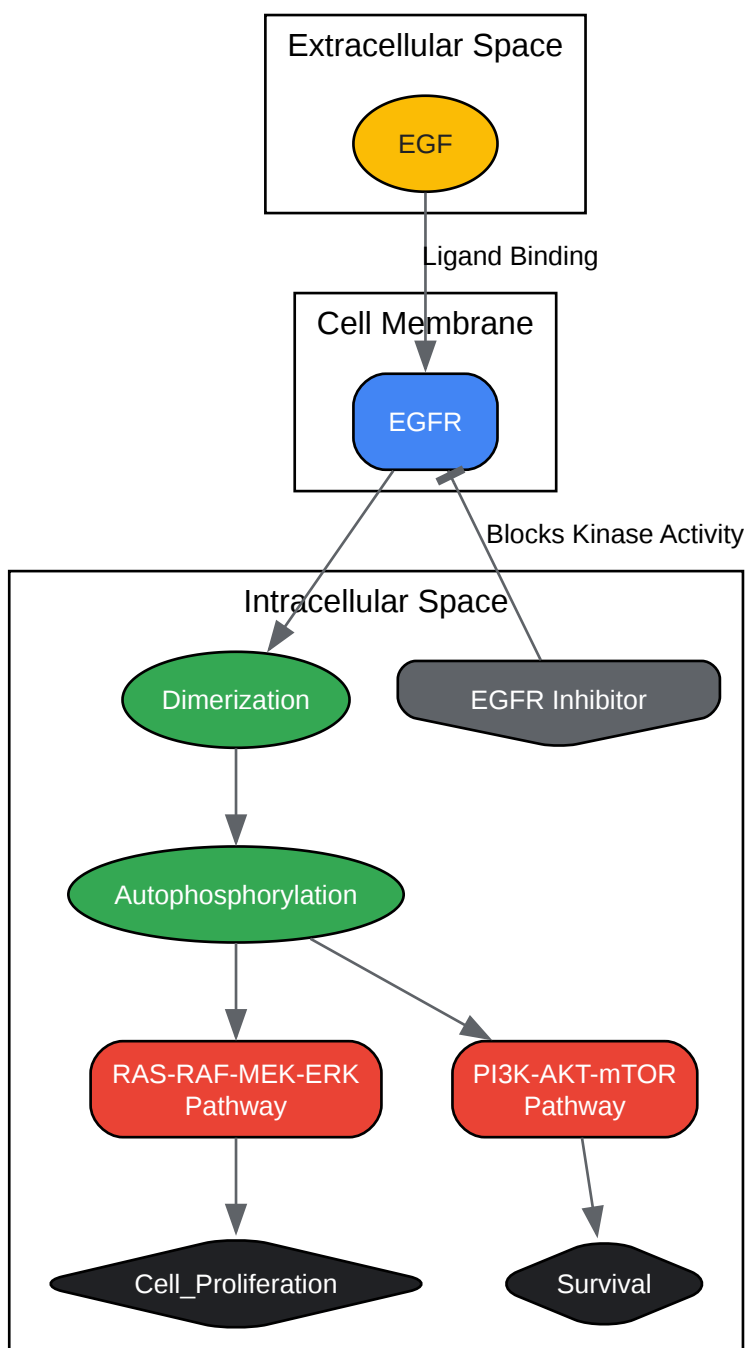 Extracellular Space
EGF
Ligand Binding
Cell Membrane
EGFR
Blocks Kinase Activity
Intracellular Space
Dimerization
EGFR Inhibitor
Autophosphorylation
RAS-RAF-MEK-ERK
Pathway
PI3K-AKT-mTOR
Pathway
Cell_Proliferation
Survival